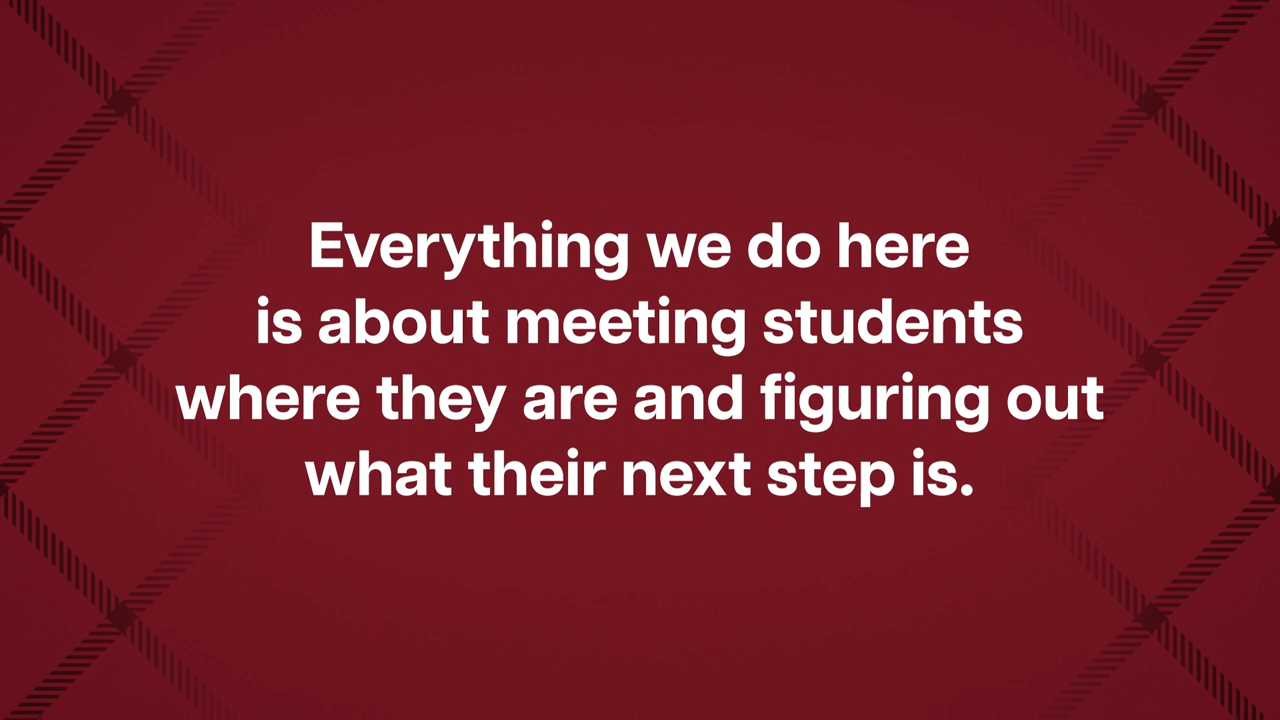 Everything we do here
is about meeting students
where they are and figuring out
what their next step is.